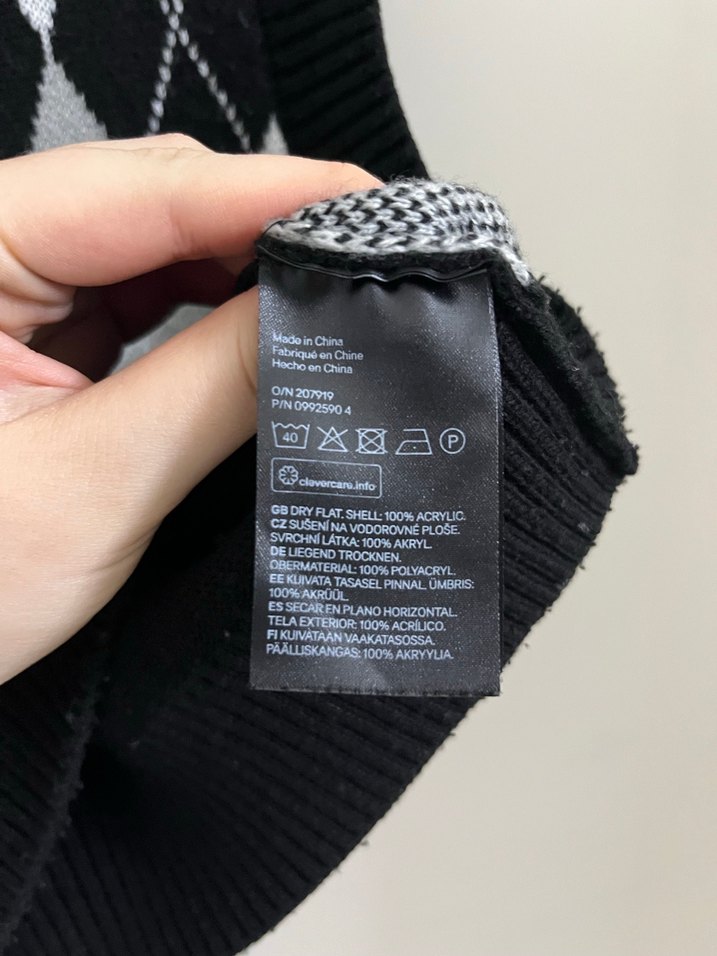 Made in China
Fabriqué en Chine
Hecho en China
O/N 207919
P/N 0992590 4
40 P
clevercare.info
GB DRY FLAT. SHELL: 100% ACRYLIC.
CZ SUŠENÍ NA VODOROVNÉ PLOŠE.
SVRCHNÍ LÁTKA: 100% AKRYL.
DE LIEGEND TROCKNEN.
OBERMATERIAL: 100% POLYACRYL.
EE KUIVATA TASASEL PINNAL. ÜMBRIS:
100% AKRÜÜL.
ES SECAR EN PLANO HORIZONTAL.
TELA EXTERIOR: 100% ACRÍLICO.
FI KUIVATAAN VAAKATASOSSA.
PÄÄLLISKANGAS: 100% AKRYYLIA.